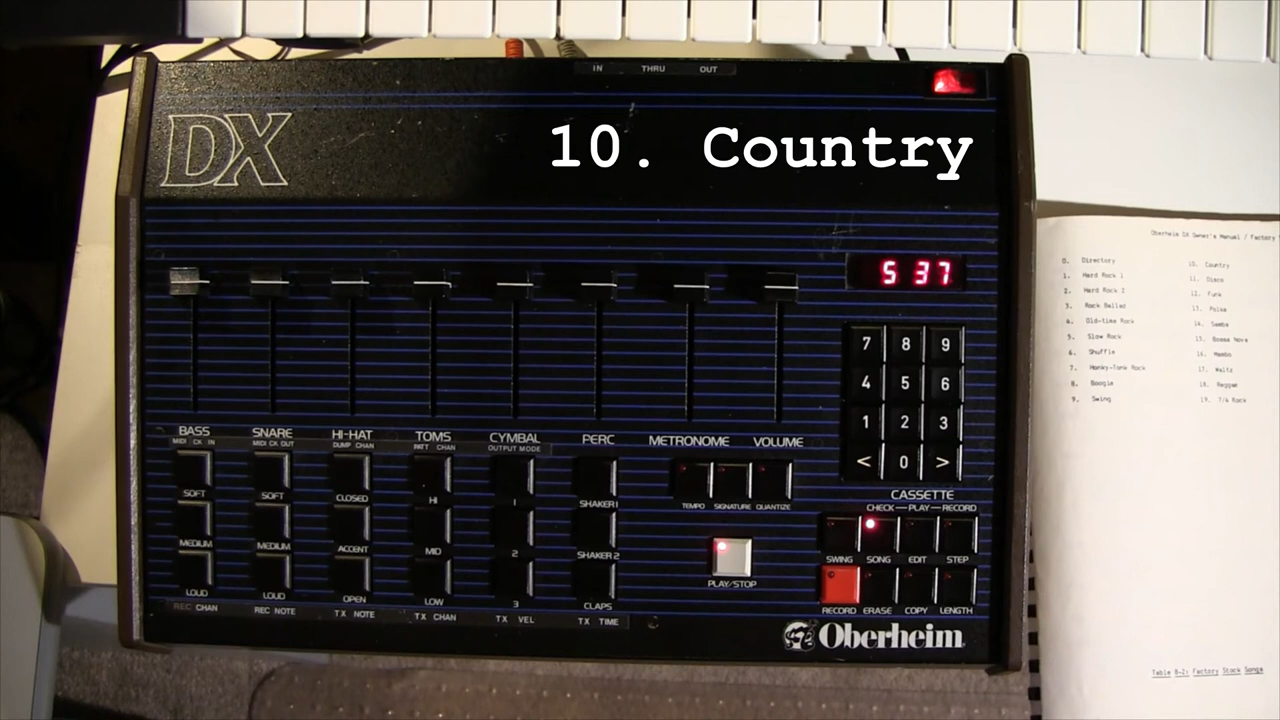 IN THRU OUT
DX
10. Country
S 37
7 8 9
4 5 6
1 2 3
< 0 >
BASS SNARE HI-HAT TOMS CYMBAL PERC METRONOME VOLUME
MIDI CK IN MIDI CK OUT DUMP CHAN PATT CHAN OUTPUT MODE
SOFT SOFT CLOSED HI 1 SHAKER 1
MEDIUM MEDIUM ACCENT MID 2 SHAKER 2
LOUD LOUD OPEN LOW 3 CLAPS
REC CHAN REC NOTE TX NOTE TX CHAN TX VEL TX TIME
TEMPO SIGNATURE QUANTIZE
PLAY/STOP
CASSETTE
CHECK — PLAY — RECORD
SWING SONG EDIT STEP
RECORD ERASE COPY LENGTH
Oberheim
Oberheim DX Owner's Manual / Factory
0. Directory
1. Hard Rock 1
2. Hard Rock 2
3. Rock Ballad
4. Old-time Rock
5. Slow Rock
6. Shuffle
7. Honky-Tonk Rock
8. Boogie
9. Swing
10. Country
11. Disco
12. Funk
13. Polka
14. Samba
15. Bossa Nova
16. Mambo
17. Waltz
18. Reggae
19. 7/4 Rock
Table B-2: Factory Stock Songs